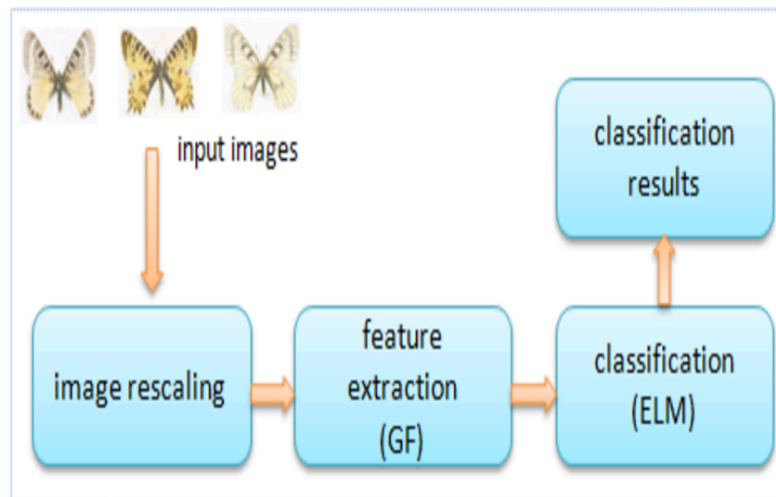 input images
image rescaling
feature
extraction
(GF)
classification
(ELM)
classification
results